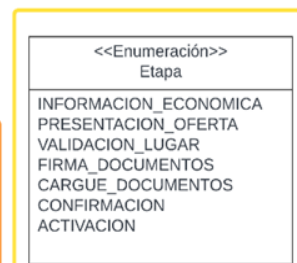 <<Enumeración>>
Etapa
INFORMACION_ECONOMICA
PRESENTACION_OFERTA
VALIDACION_LUGAR
FIRMA_DOCUMENTOS
CARGUE_DOCUMENTOS
CONFIRMACION
ACTIVACION